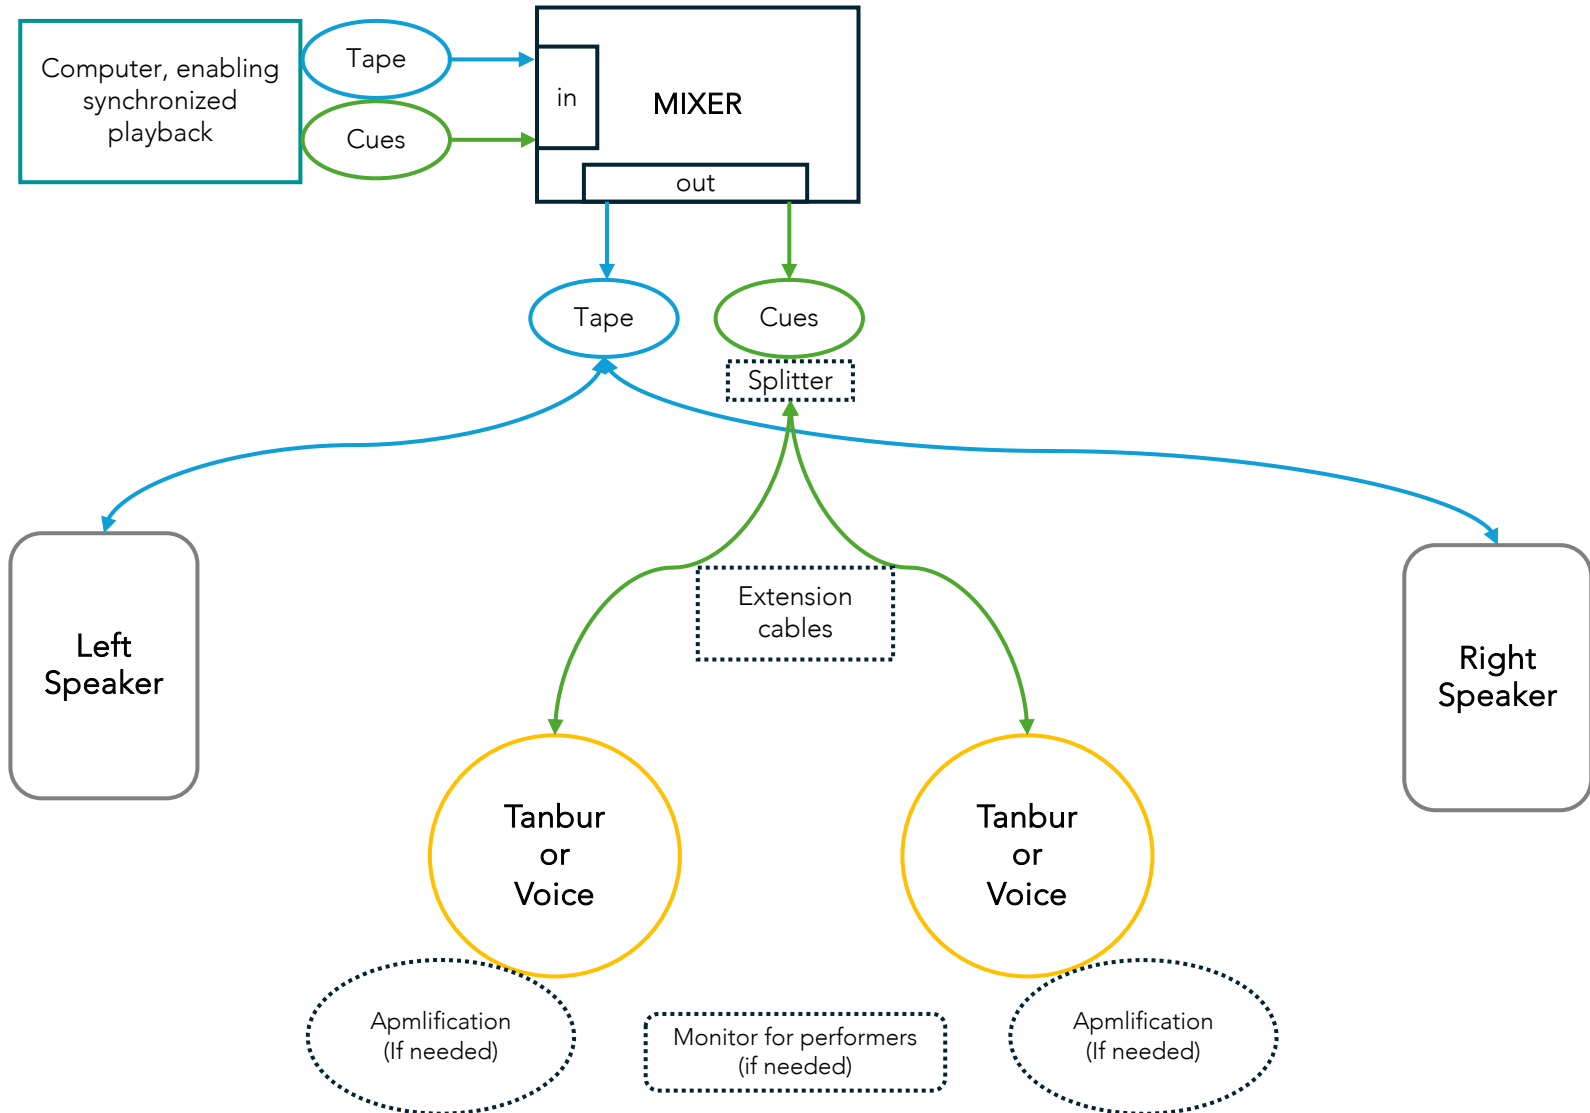 Computer, enabling
synchronized
playback
Tape
Cues
in
MIXER
out
Tape
Cues
Splitter
Extension
cables
Left
Speaker
Right
Speaker
Tanbur
or
Voice
Tanbur
or
Voice
Apmlification
(If needed)
Monitor for performers
(if needed)
Apmlification
(If needed)